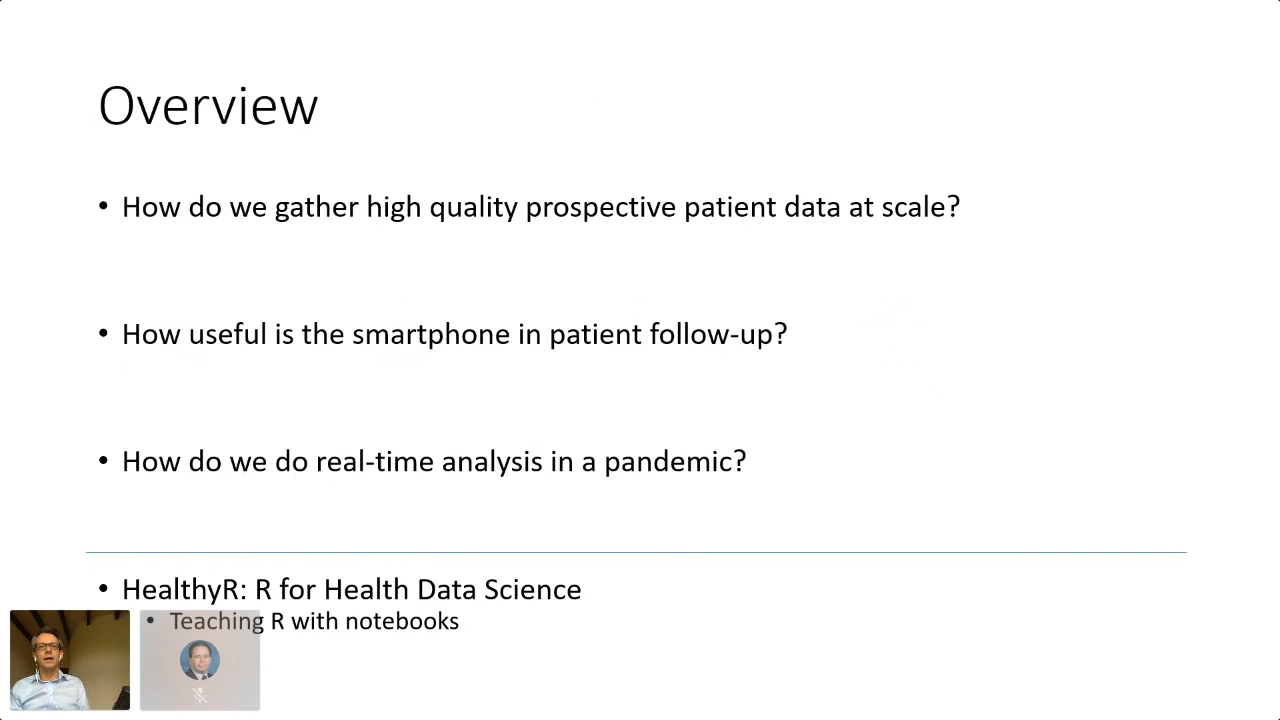 Overview
• How do we gather high quality prospective patient data at scale?
• How useful is the smartphone in patient follow-up?
• How do we do real-time analysis in a pandemic?
• HealthyR: R for Health Data Science
• Teaching R with notebooks